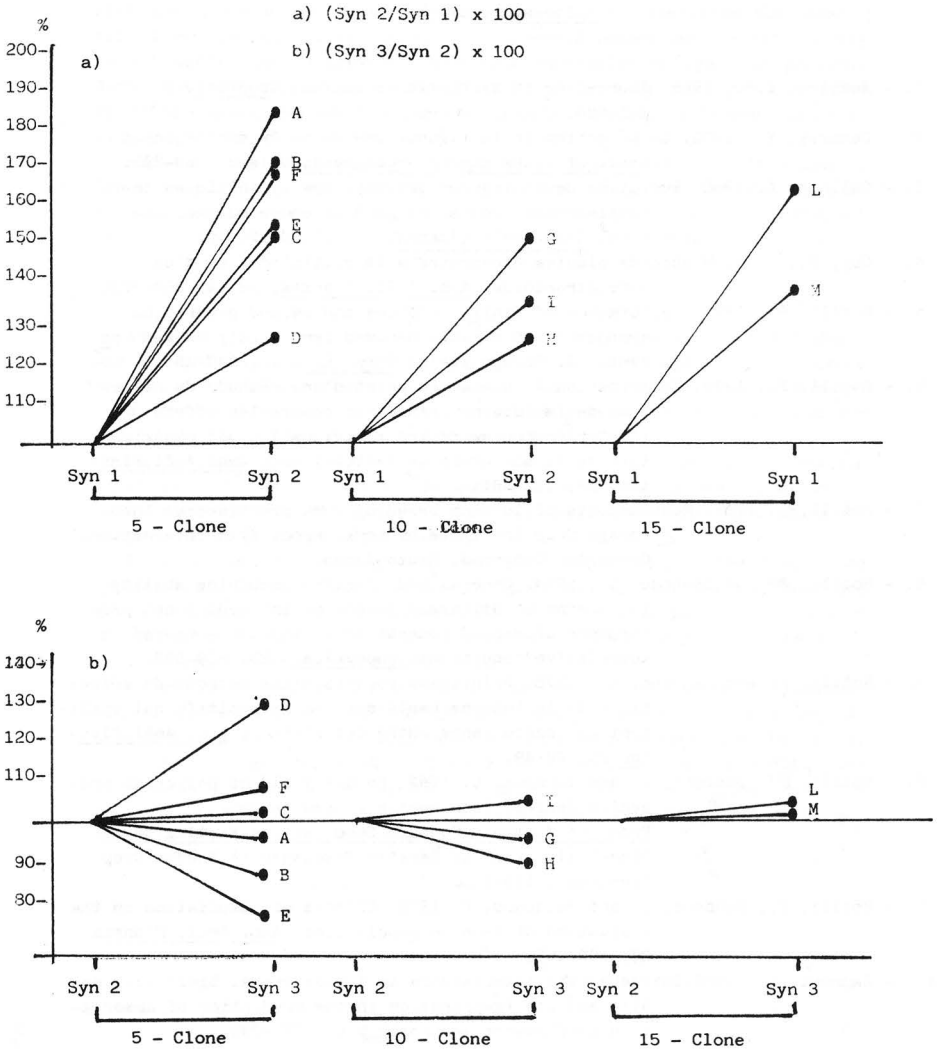 a) (Syn 2/Syn 1) x 100
b) (Syn 3/Syn 2) x 100
%
a)
200-
190-
180-
170-
160-
150-
140-
130-
120-
110-
A
B
F
E
C
D
G
I
H
L
M
Syn 1 Syn 2 Syn 1 Syn 2 Syn 1 Syn 1
5 - Clone 10 - Clone 15 - Clone
%
b)
140-
130-
120-
110-
90-
80-
D
F
C
A
B
E
I
G
H
L
M
Syn 2 Syn 3 Syn 2 Syn 3 Syn 2 Syn 3
5 - Clone 10 - Clone 15 - Clone